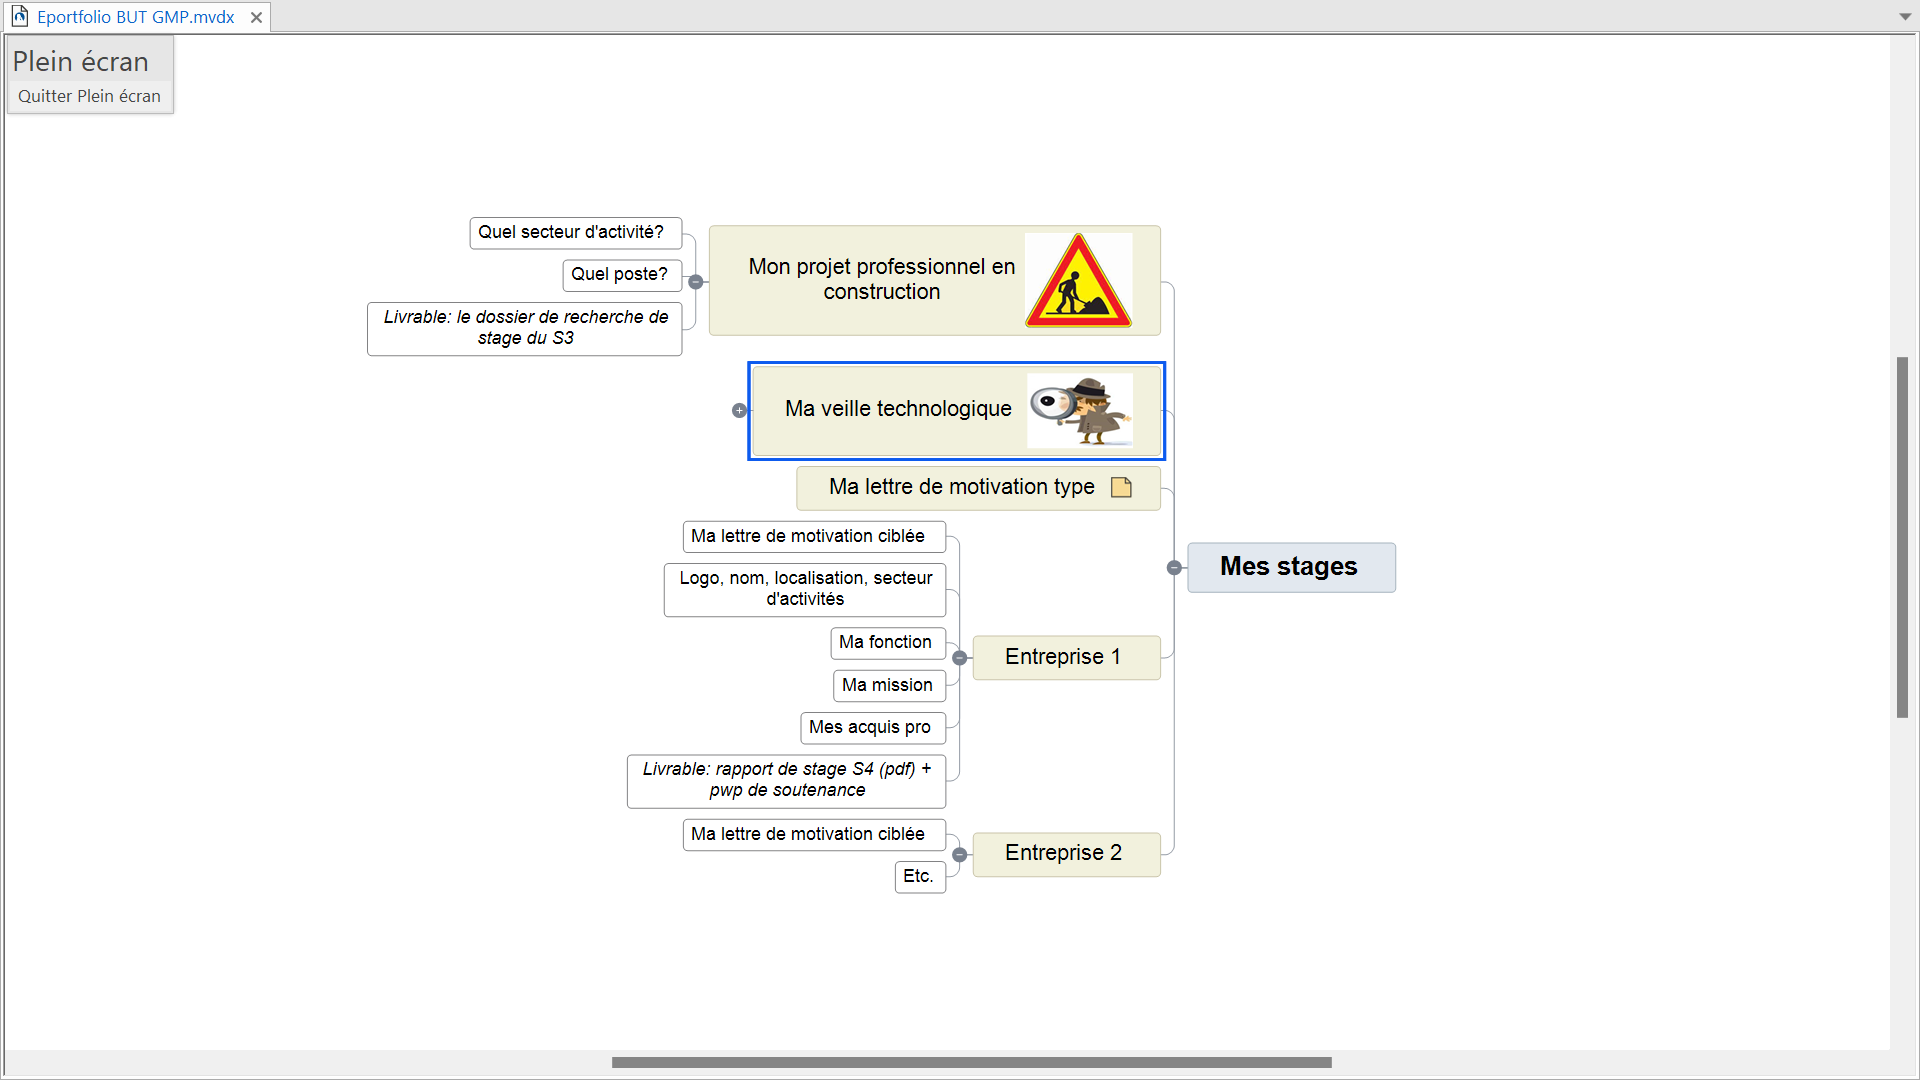 Eportfolio BUT GMP.mvdx
Plein écran
Quitter Plein écran
Quel secteur d'activité?
Quel poste?
Livrable: le dossier de recherche de
stage du S3
Mon projet professionnel en
construction
Ma veille technologique
Ma lettre de motivation type
Ma lettre de motivation ciblée
Logo, nom, localisation, secteur
d'activités
Ma fonction
Ma mission
Mes acquis pro
Livrable: rapport de stage S4 (pdf) +
pwp de soutenance
Entreprise 1
Ma lettre de motivation ciblée
Etc.
Entreprise 2
Mes stages